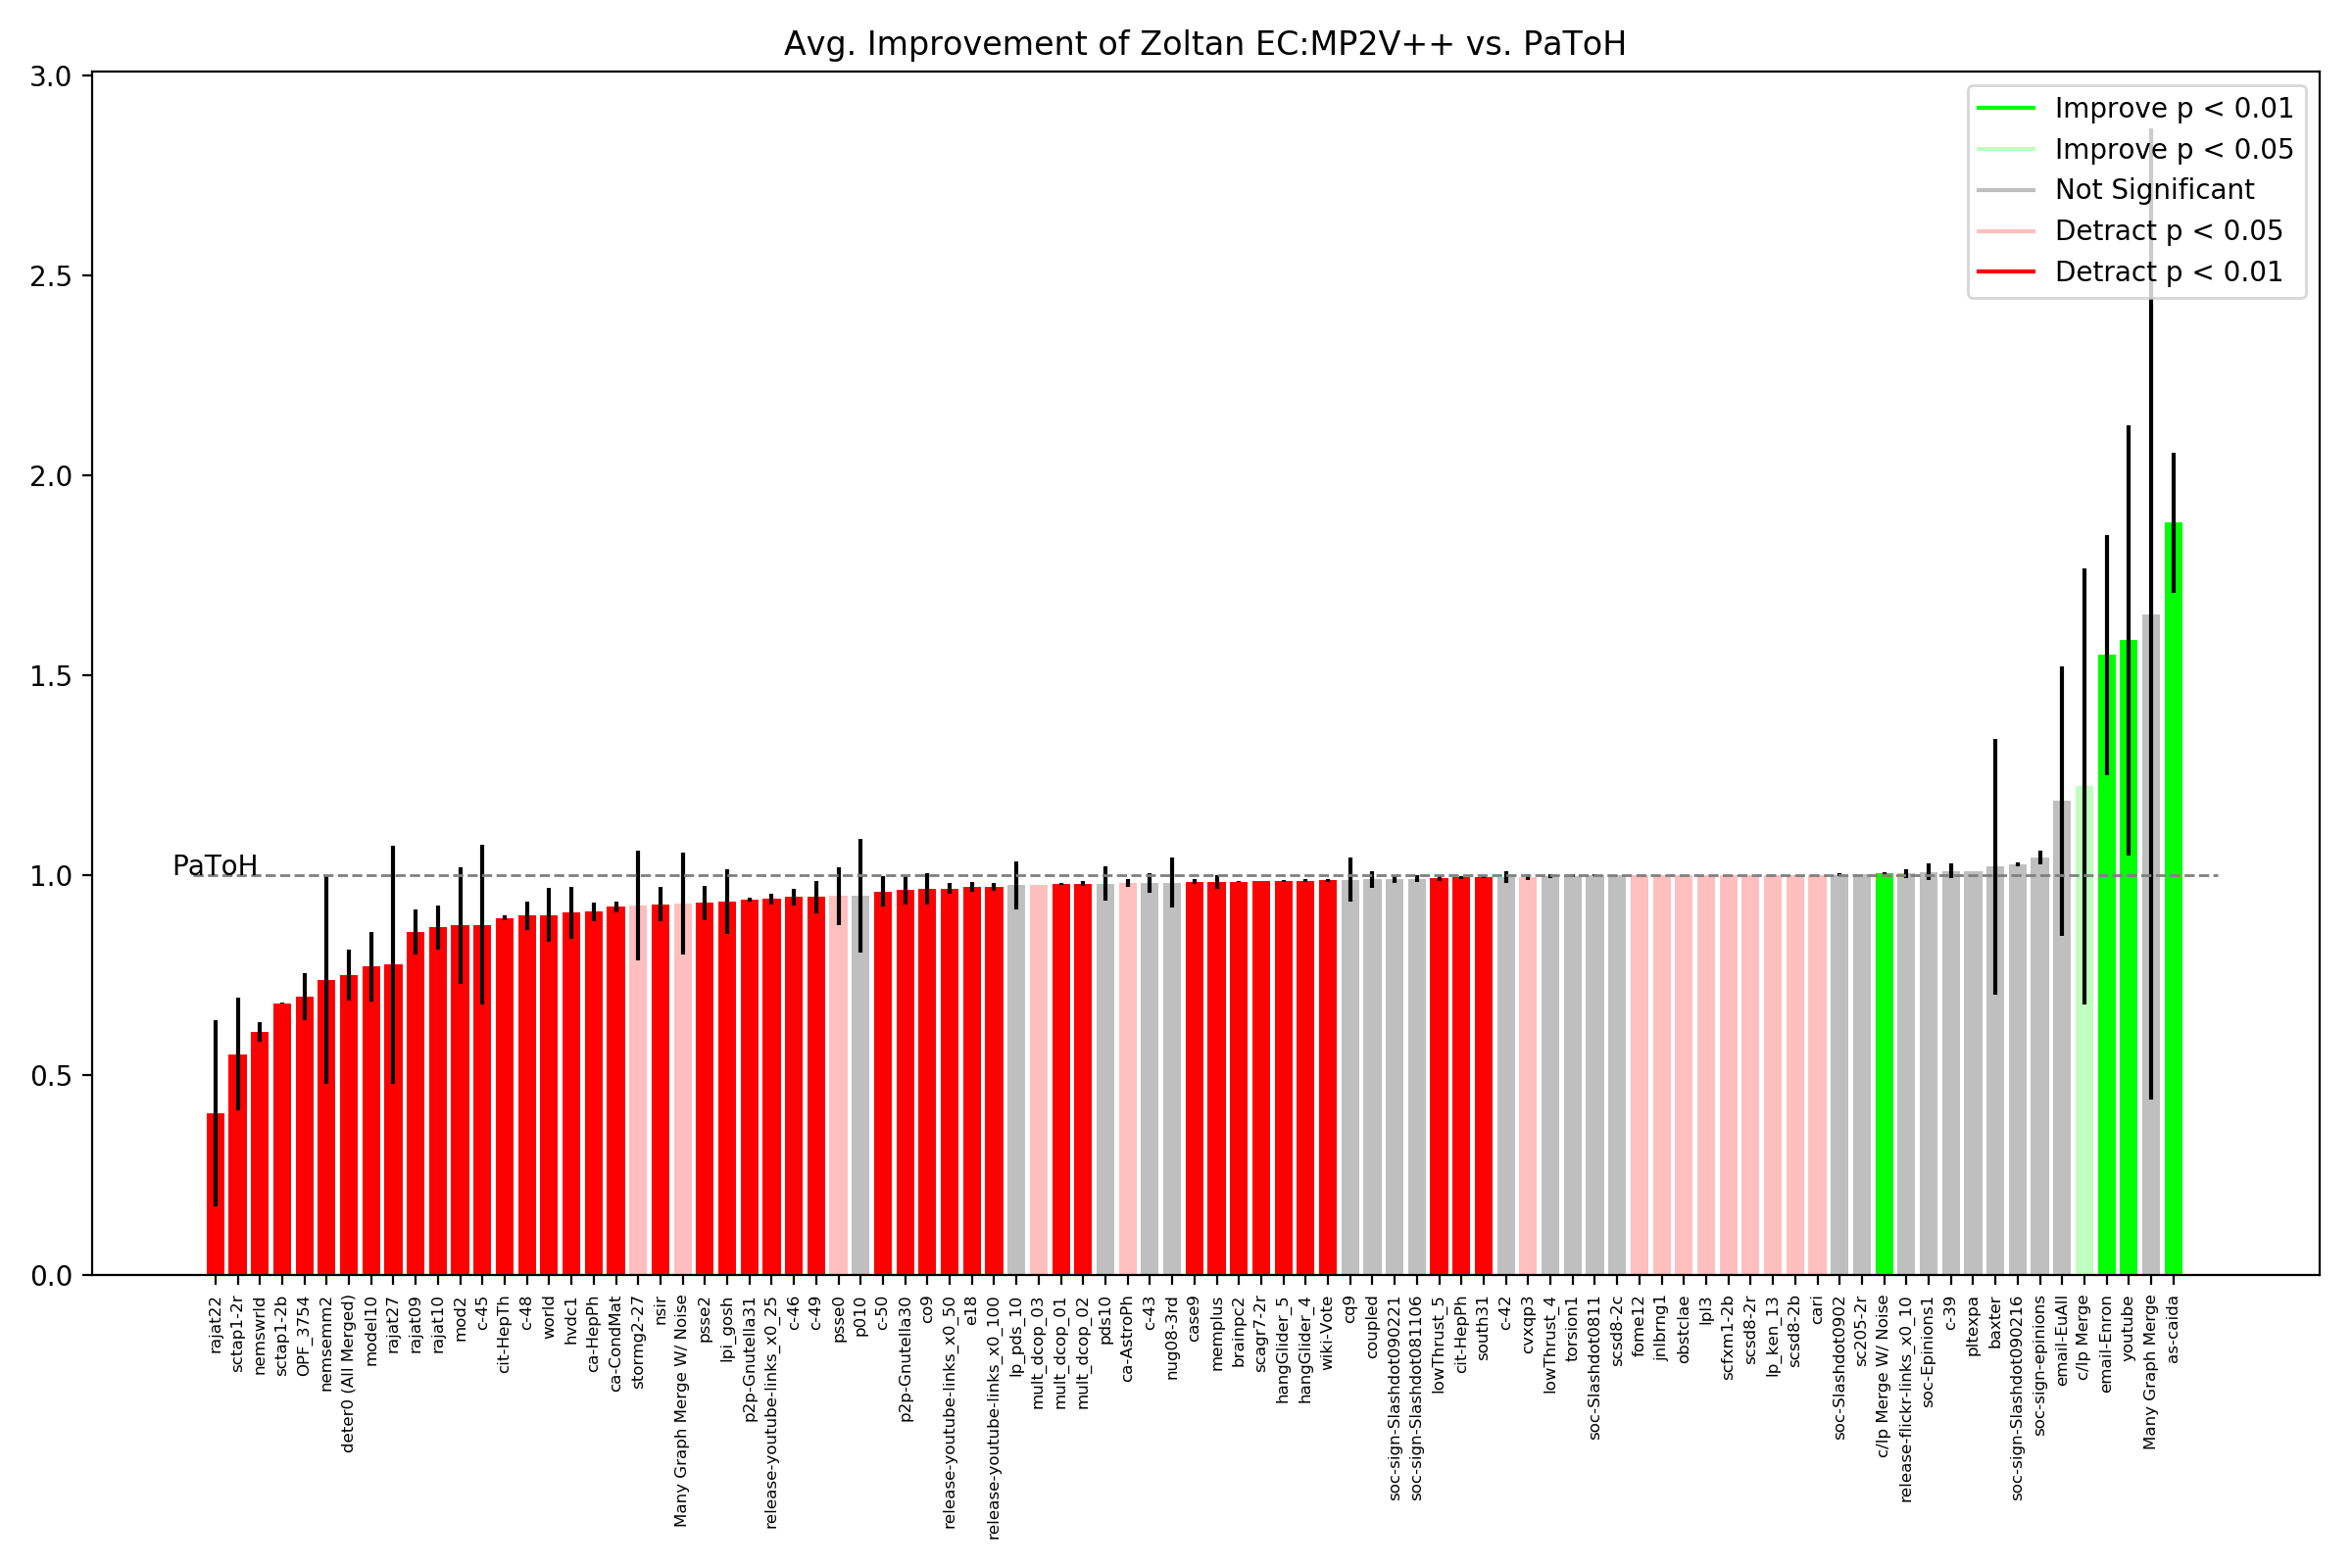 Avg. Improvement of Zoltan EC:MP2V++ vs. PaToH
3.0
2.5
2.0
1.5
1.0
0.5
0.0
Improve p < 0.01
Improve p < 0.05
Not Significant
Detract p < 0.05
Detract p < 0.01
PaToH
rajat22
sctap1-2r
nemswrld
sctap1-2b
OPF_3754
nemsemm2
deter0 (All Merged)
model10
rajat27
rajat09
rajat10
mod2
c-45
cit-HepTh
c-48
world
hvdc1
ca-HepPh
ca-CondMat
stormg2-27
nsir
Many Graph Merge W/ Noise
psse2
lpi_gosh
p2p-Gnutella31
release-youtube-links_x0_25
c-46
c-49
psse0
p010
c-50
p2p-Gnutella30
co9
release-youtube-links_x0_50
e18
release-youtube-links_x0_100
lp_pds_10
mult_dcop_03
mult_dcop_01
mult_dcop_02
pds10
ca-AstroPh
c-43
nug08-3rd
case9
memplus
brainpc2
scagr7-2r
hangGlider_5
hangGlider_4
wiki-Vote
cq9
coupled
soc-sign-Slashdot090221
soc-sign-Slashdot081106
lowThrust_5
cit-HepPh
south31
c-42
cvxqp3
lowThrust_4
torsion1
soc-Slashdot0811
scsd8-2c
fome12
jnlbrng1
obstclae
lpl3
scfxm1-2b
scsd8-2r
lp_ken_13
scsd8-2b
cari
soc-Slashdot0902
sc205-2r
c/lp Merge W/ Noise
release-flickr-links_x0_10
soc-Epinions1
c-39
pltexpa
baxter
soc-sign-Slashdot090216
soc-sign-epinions
email-EuAll
c/lp Merge
email-Enron
youtube
Many Graph Merge
as-caida